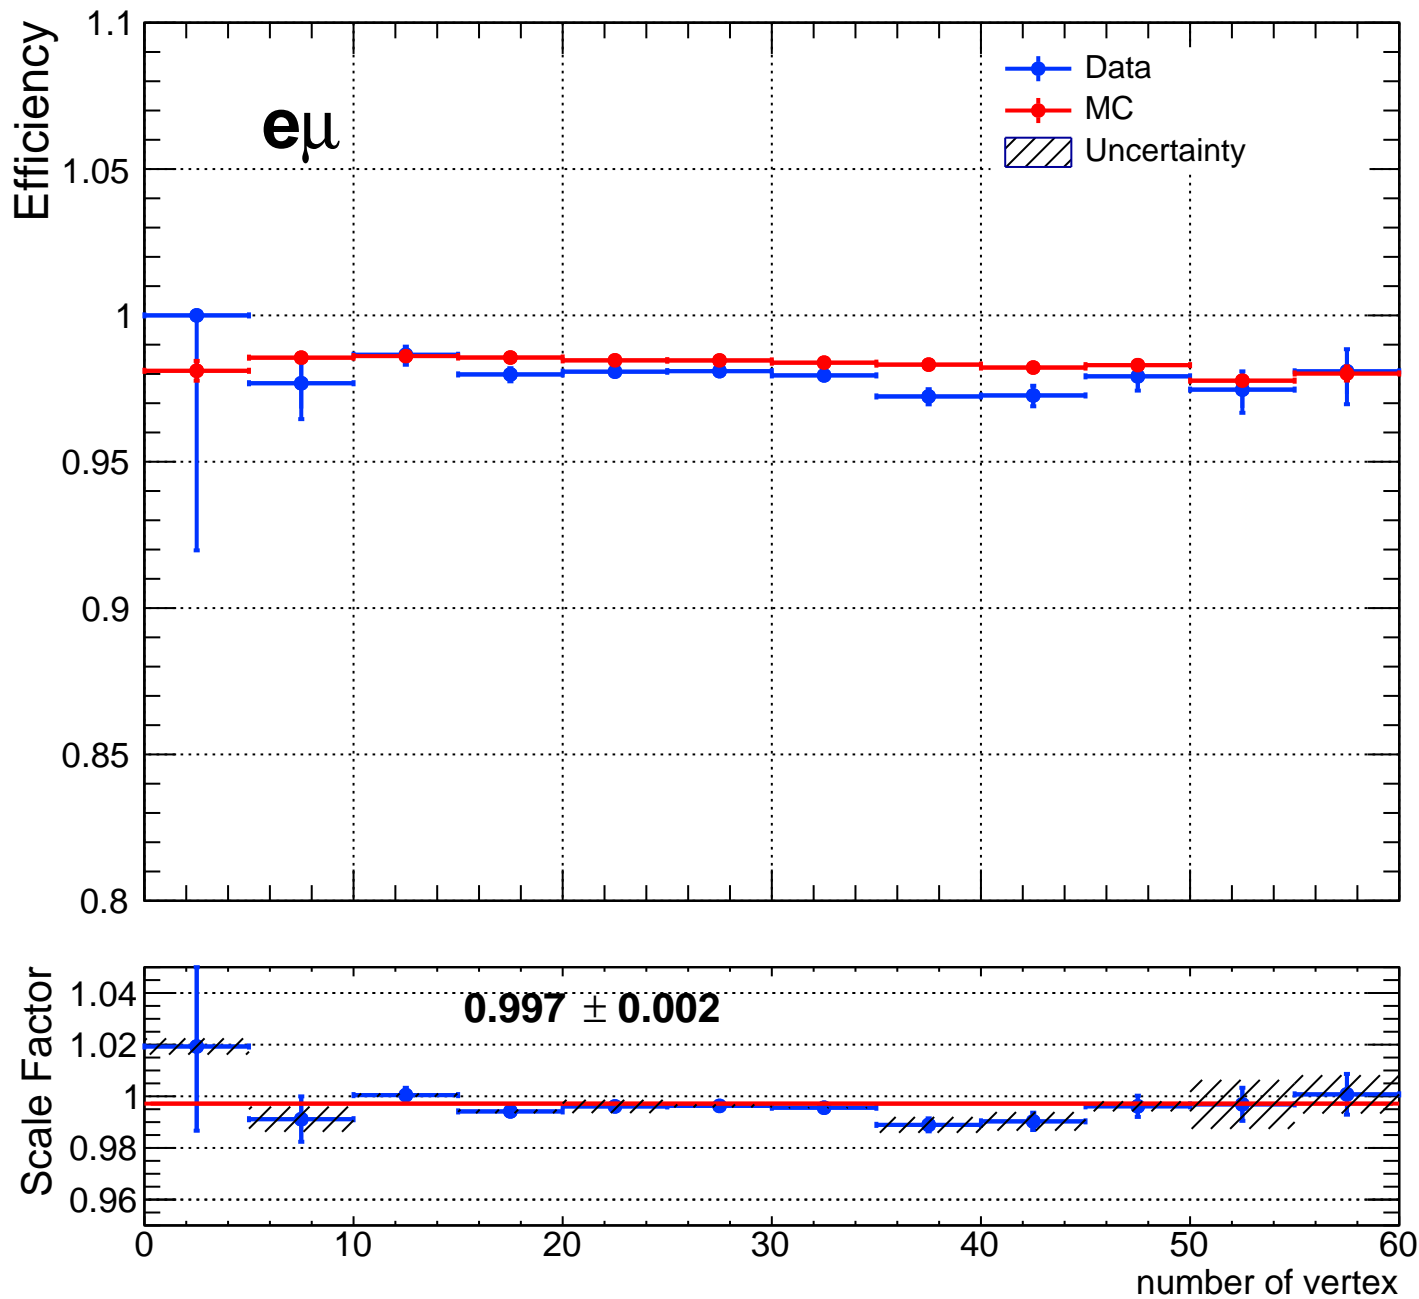 Efficiency
1.1
1.05
1
0.95
0.9
0.85
0.8
eμ
Data
MC
Uncertainty
Scale Factor
1.04
1.02
1
0.98
0.96
0.997 ± 0.002
0 10 20 30 40 50 60
number of vertex